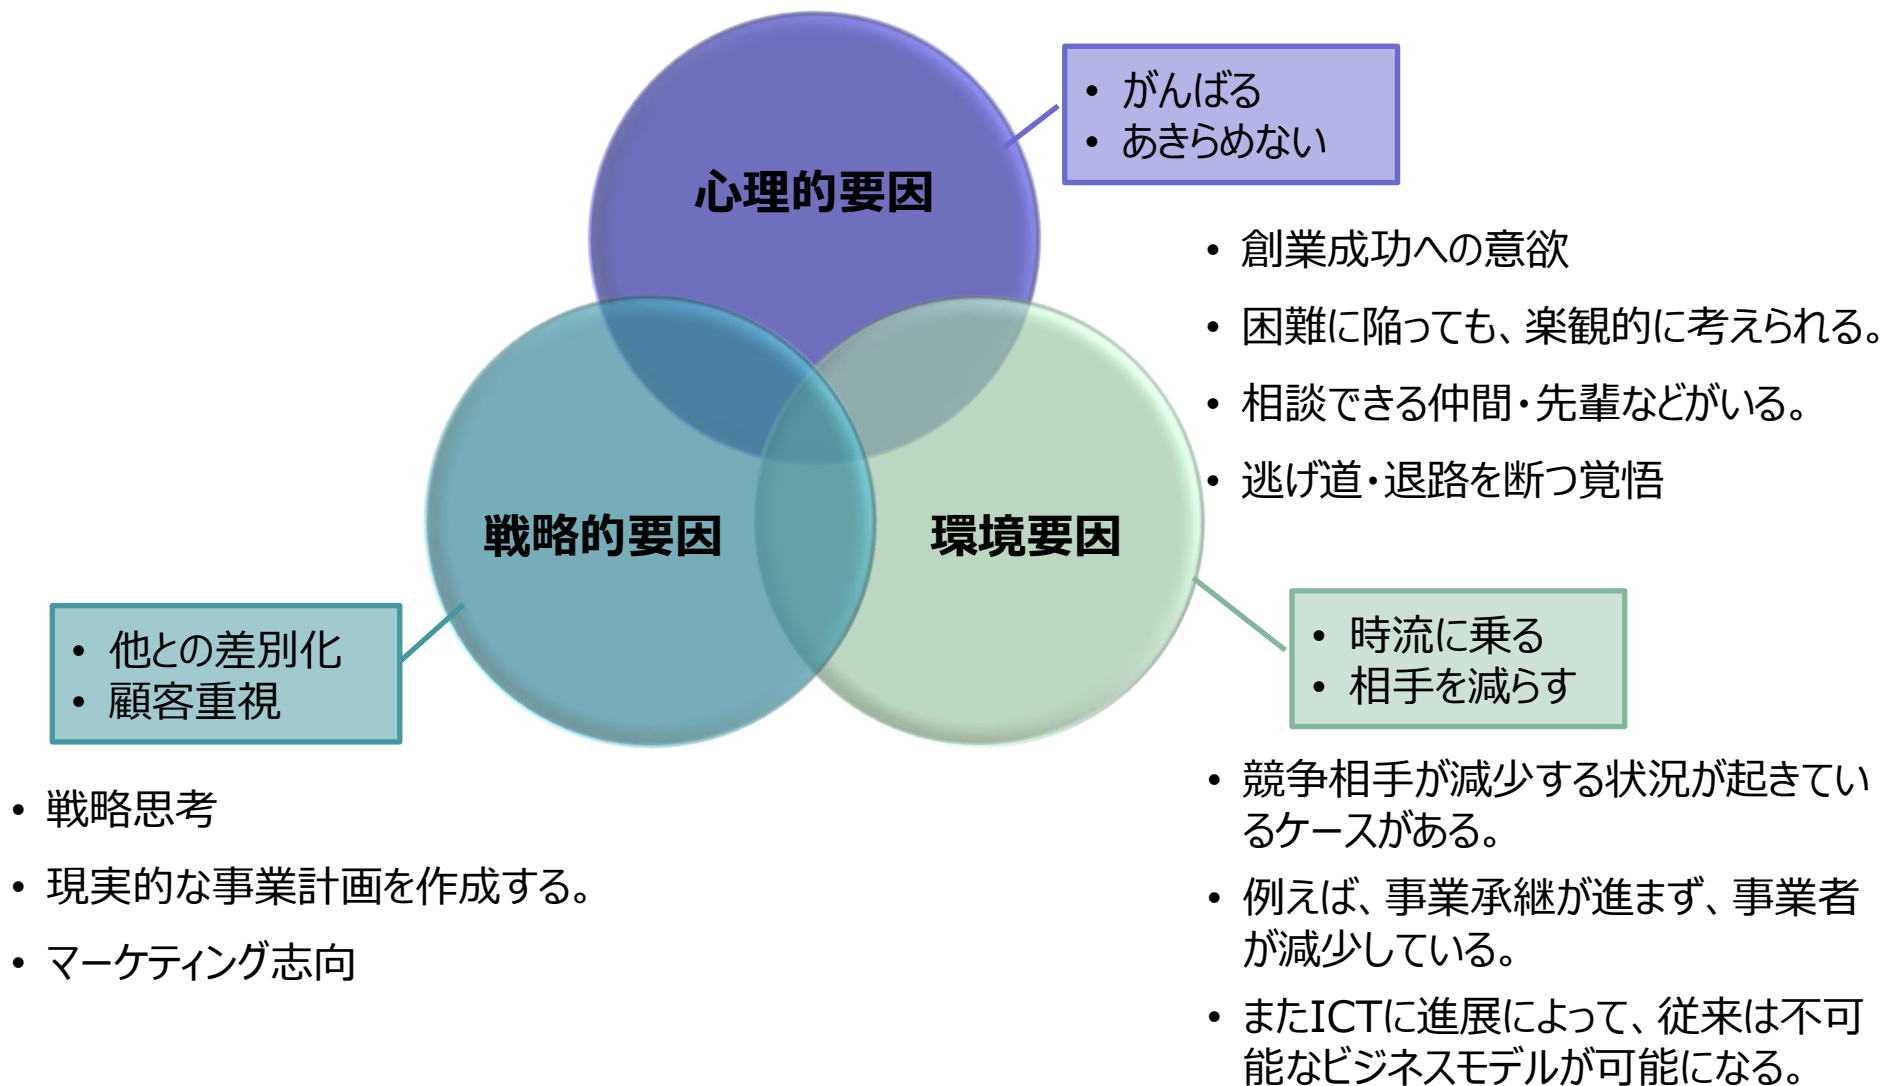 心理的要因
• がんばる
• あきらめない
• 創業成功への意欲
• 困難に陥っても、楽観的に考えられる。
• 相談できる仲間・先輩などがいる。
• 逃げ道・退路を断つ覚悟
戦略的要因
環境要因
• 他との差別化
• 顧客重視
• 時流に乗る
• 相手を減らす
• 戦略思考
• 現実的な事業計画を作成する。
• マーケティング志向
• 競争相手が減少する状況が起きてい
るケースがある。
• 例えば、事業承継が進まず、事業者
が減少している。
• またICTに進展によって、従来は不可
能なビジネスモデルが可能になる。